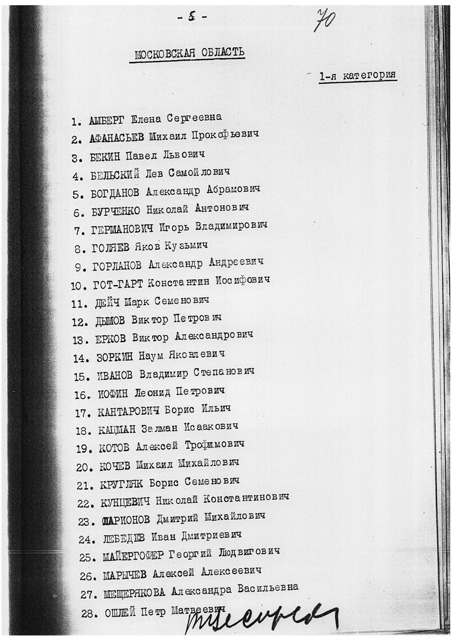 - 5 -
70
МОСКОВСКАЯ ОБЛАСТЬ
1-я категория
1. АМБЕРГ Елена Сергеевна
2. АФАНАСЬЕВ Михаил Прокофьевич
3. БЕКИН Павел Львович
4. БЕЛЬСКИЙ Лев Самойлович
5. БОГДАНОВ Александр Абрамович
6. БУРЧЕНКО Николай Антонович
7. ГЕРМАНОВИЧ Игорь Владимирович
8. ГОЛЯЕВ Яков Кузьмич
9. ГОРЛАНОВ Александр Андреевич
10. ГОТ-ГАРТ Константин Иосифович
11. ДЕЙЧ Марк Семенович
12. ДЫМОВ Виктор Петрович
13. ЕРКОВ Виктор Александрович
14. ЗОРКИН Наум Яковлевич
15. ИВАНОВ Владимир Степанович
16. ИОФИН Леонид Петрович
17. КАНТАРОВИЧ Борис Ильич
18. КАЦМАН Залман Исаакович
19. КОТОВ Алексей Трофимович
20. КОЧЕВ Михаил Михайлович
21. КРУГЛЯК Борис Семенович
22. КУНЦЕВИЧ Николай Константинович
23. ЛАРИОНОВ Дмитрий Михайлович
24. ЛЕБЕДЕВ Иван Дмитриевич
25. МАЙЕРГОФЕР Георгий Людвигович
26. МАРЫЧЕВ Алексей Алексеевич
27. МЕЩЕРЯКОВА Александра Васильевна
28. ОШЛЕЙ Петр Матвеевич